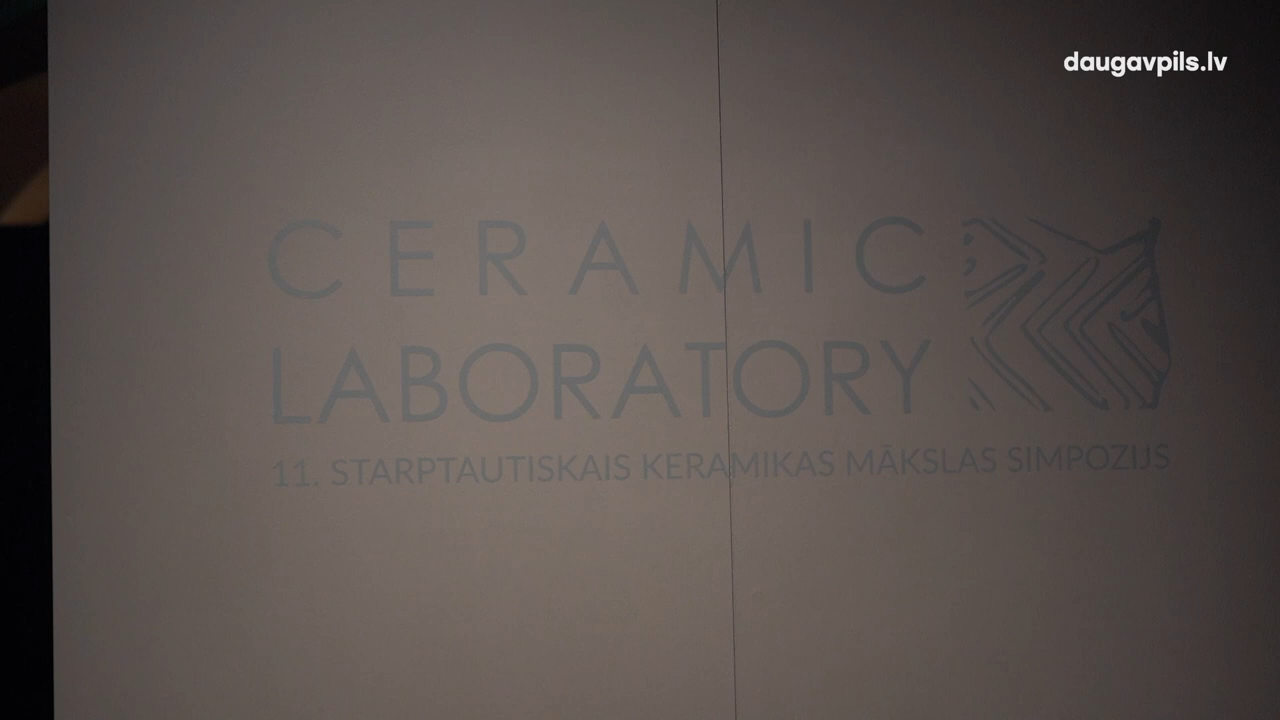 daugavpils.lv
CERAMIC
LABORATORY
11. STARPTAUTISKAIS KERAMIKAS MĀKSLAS SIMPOZIJS